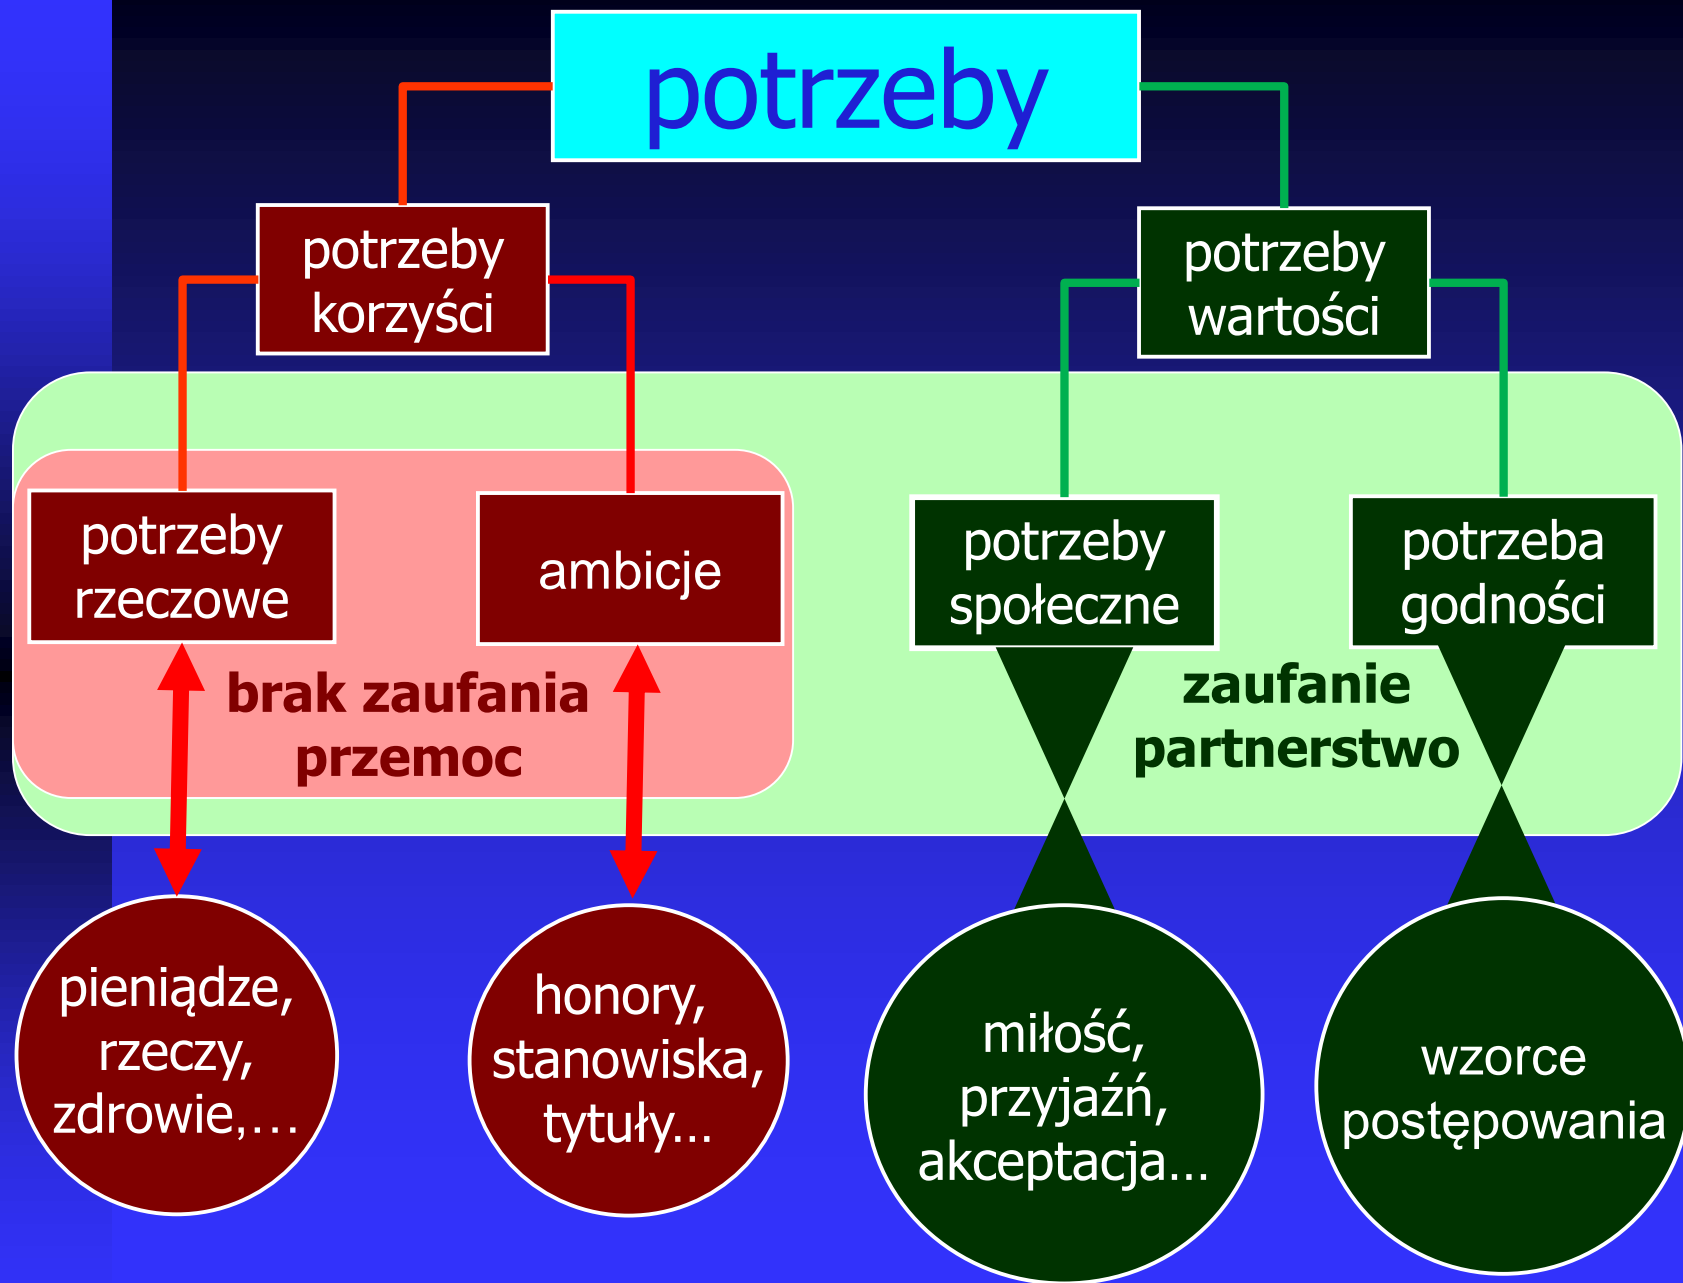 potrzeby
potrzeby
korzyści
potrzeby
wartości
potrzeby
rzeczowe
ambicje
potrzeby
społeczne
potrzeba
godności
brak zaufania
przemoc
zaufanie
partnerstwo
pieniądze,
rzeczy,
zdrowie,…
honory,
stanowiska,
tytuły…
miłość,
przyjaźń,
akceptacja…
wzorce
postępowania